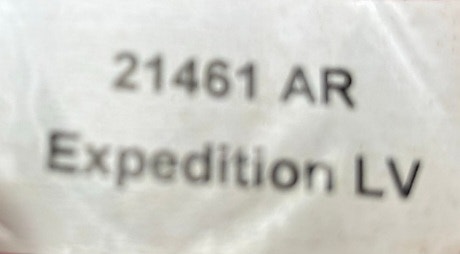 21461 AR
Expedition LV